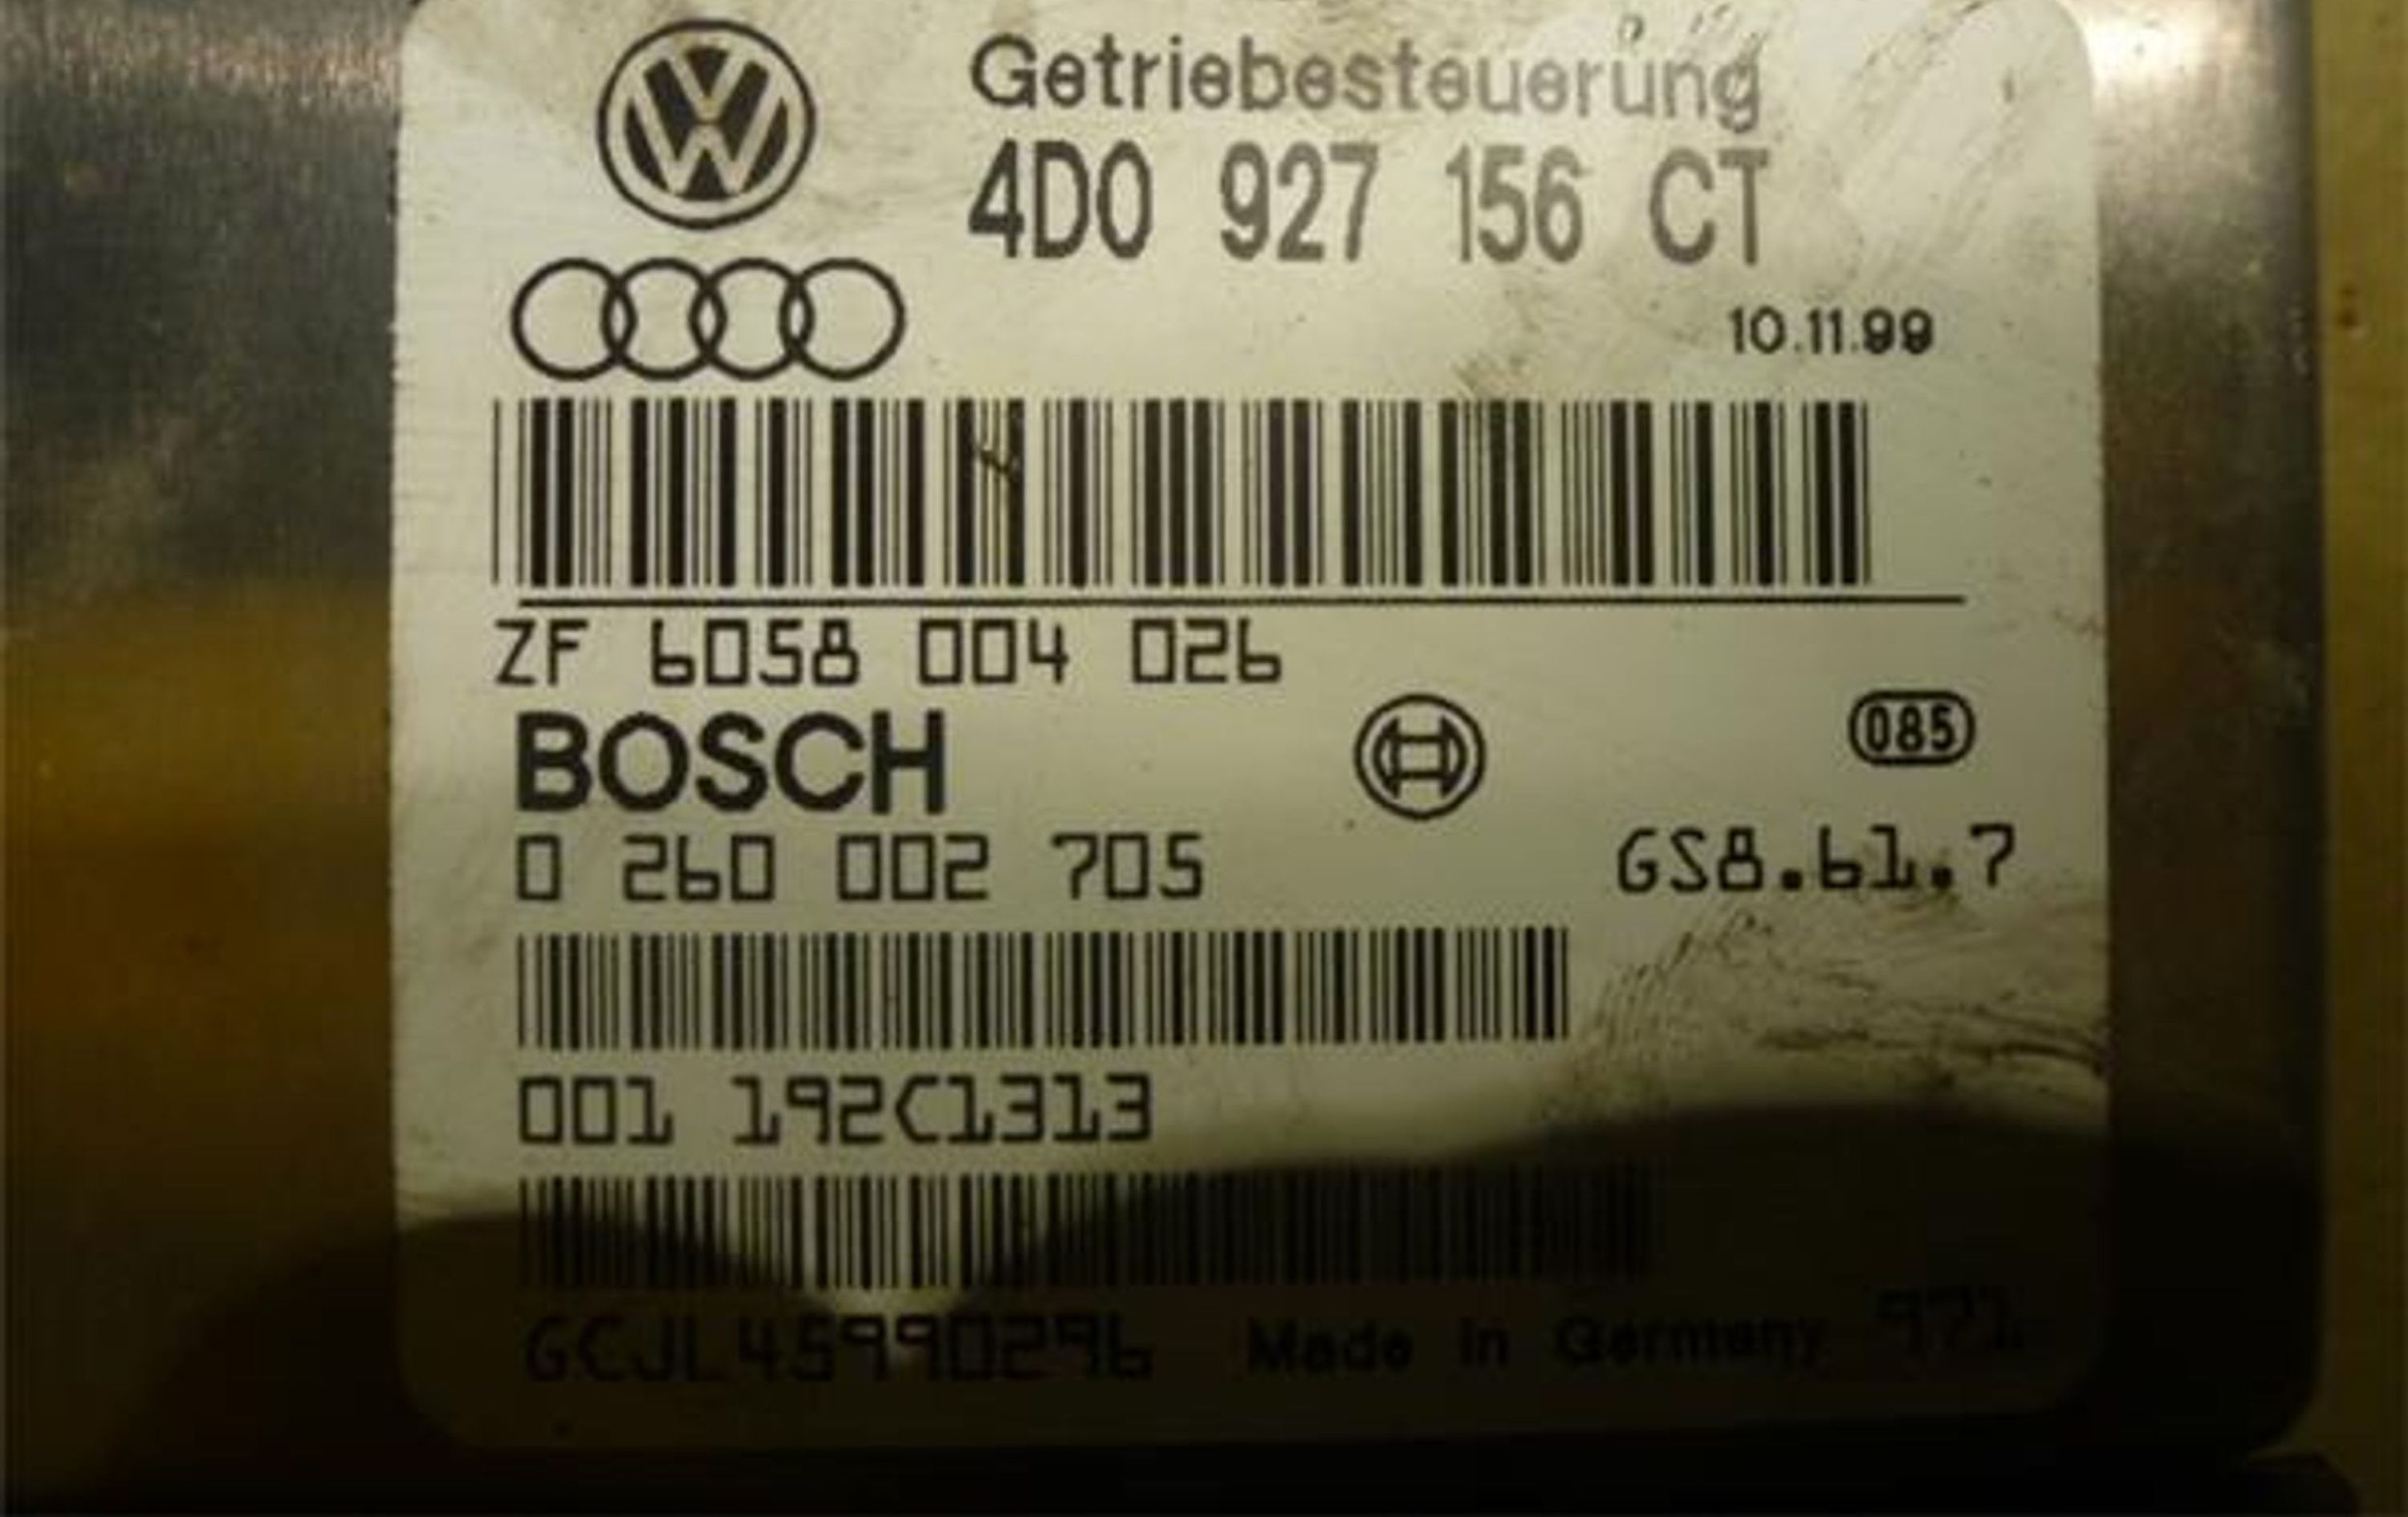 Getriebesteuerung
4D0 927 156 CT
10.11.99
ZF 6058 004 026
BOSCH
085
0 260 002 705
GS8.61.7
001 192C1313
GCJL45990296 Made in Germany 971